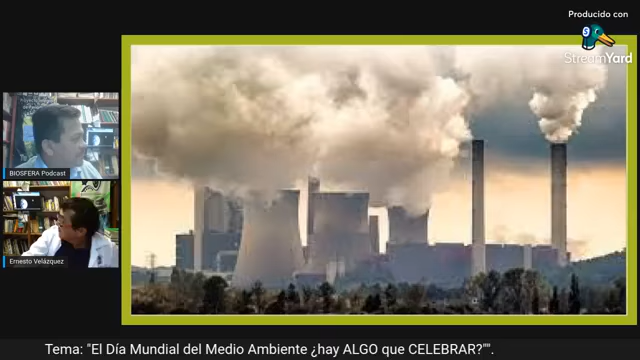 Producido con
StreamYard
BIOSFERA Podcast
Ernesto Velázquez
Tema: "El Día Mundial del Medio Ambiente ¿hay ALGO que CELEBRAR?"".